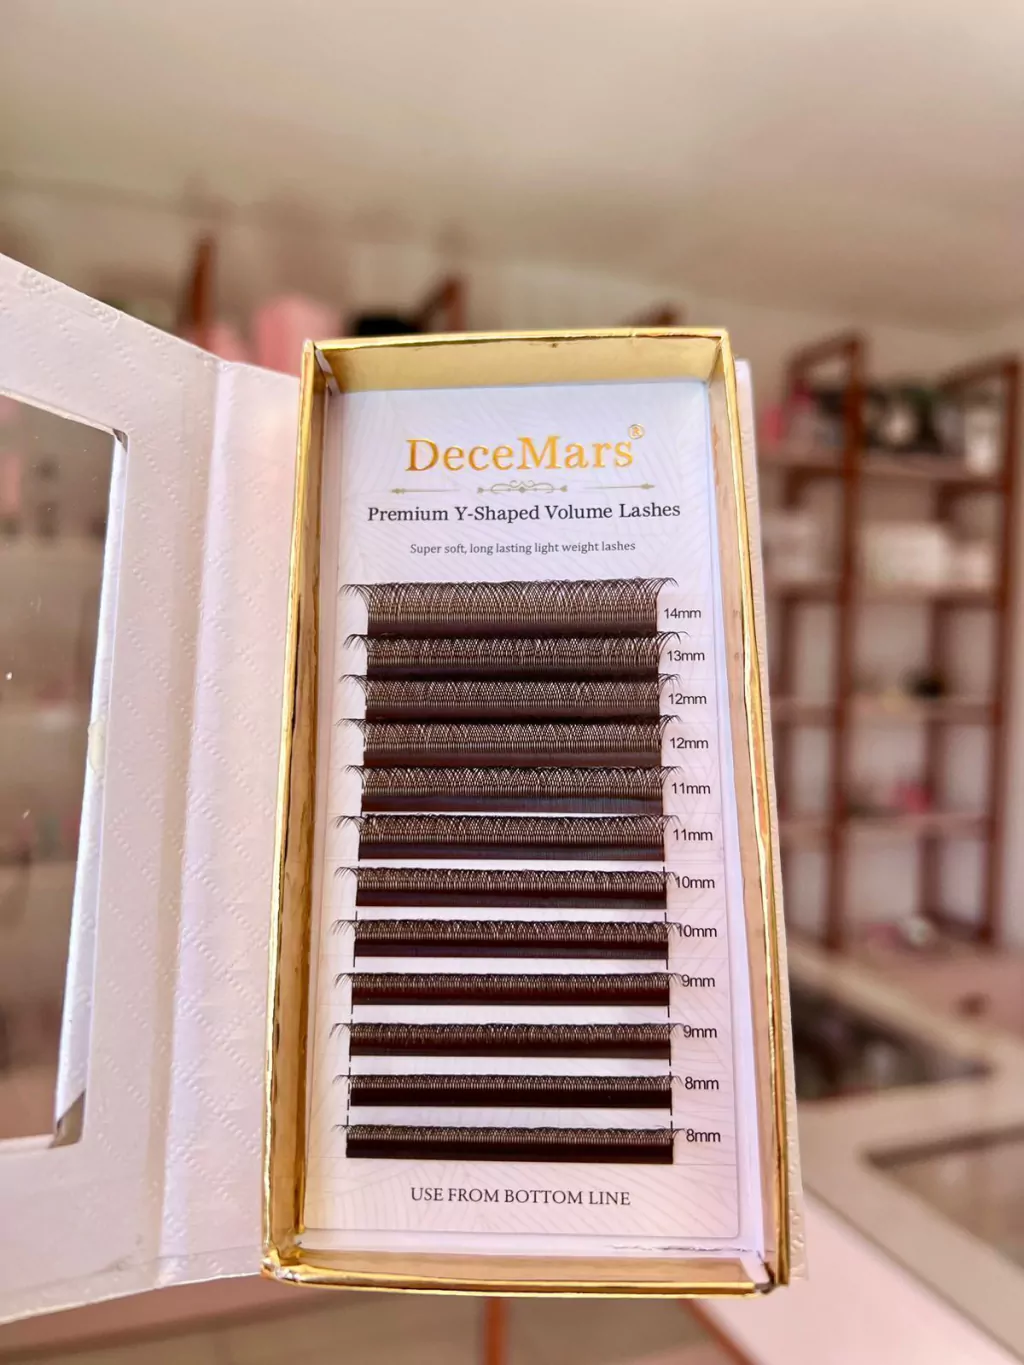 DeceMars®
Premium Y-Shaped Volume Lashes
Super soft, long lasting light weight lashes
14mm
13mm
12mm
12mm
11mm
11mm
10mm
10mm
9mm
9mm
8mm
8mm
USE FROM BOTTOM LINE